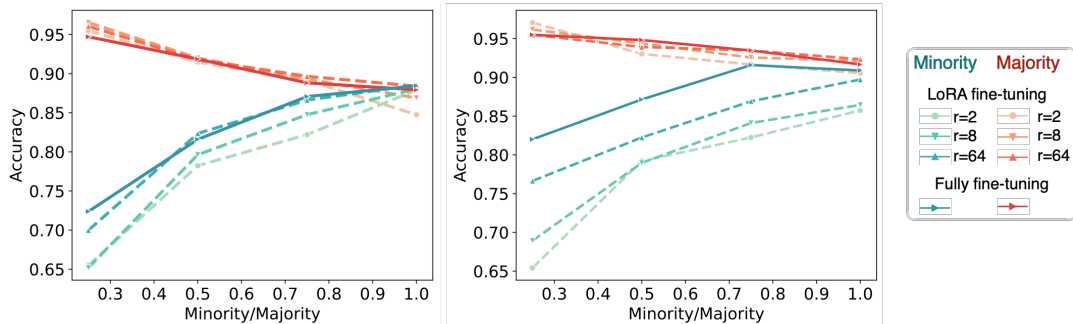 0.95
0.90
0.85
0.80
0.75
0.70
0.65
Accuracy
0.3 0.4 0.5 0.6 0.7 0.8 0.9 1.0
Minority/Majority
0.95
0.90
0.85
0.80
0.75
0.70
0.65
Accuracy
0.3 0.4 0.5 0.6 0.7 0.8 0.9 1.0
Minority/Majority
Minority Majority
LoRA fine-tuning
r=2 r=2
r=8 r=8
r=64 r=64
Fully fine-tuning